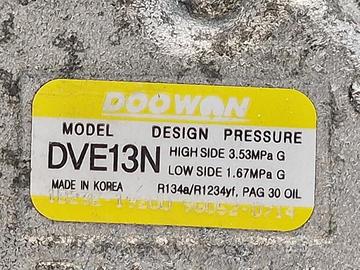 DOOWON
MODEL DESIGN PRESSURE
DVE13N HIGH SIDE 3.53MPa G
LOW SIDE 1.67MPa G
MADE IN KOREA R134a/R1234yf, PAG 30 OIL